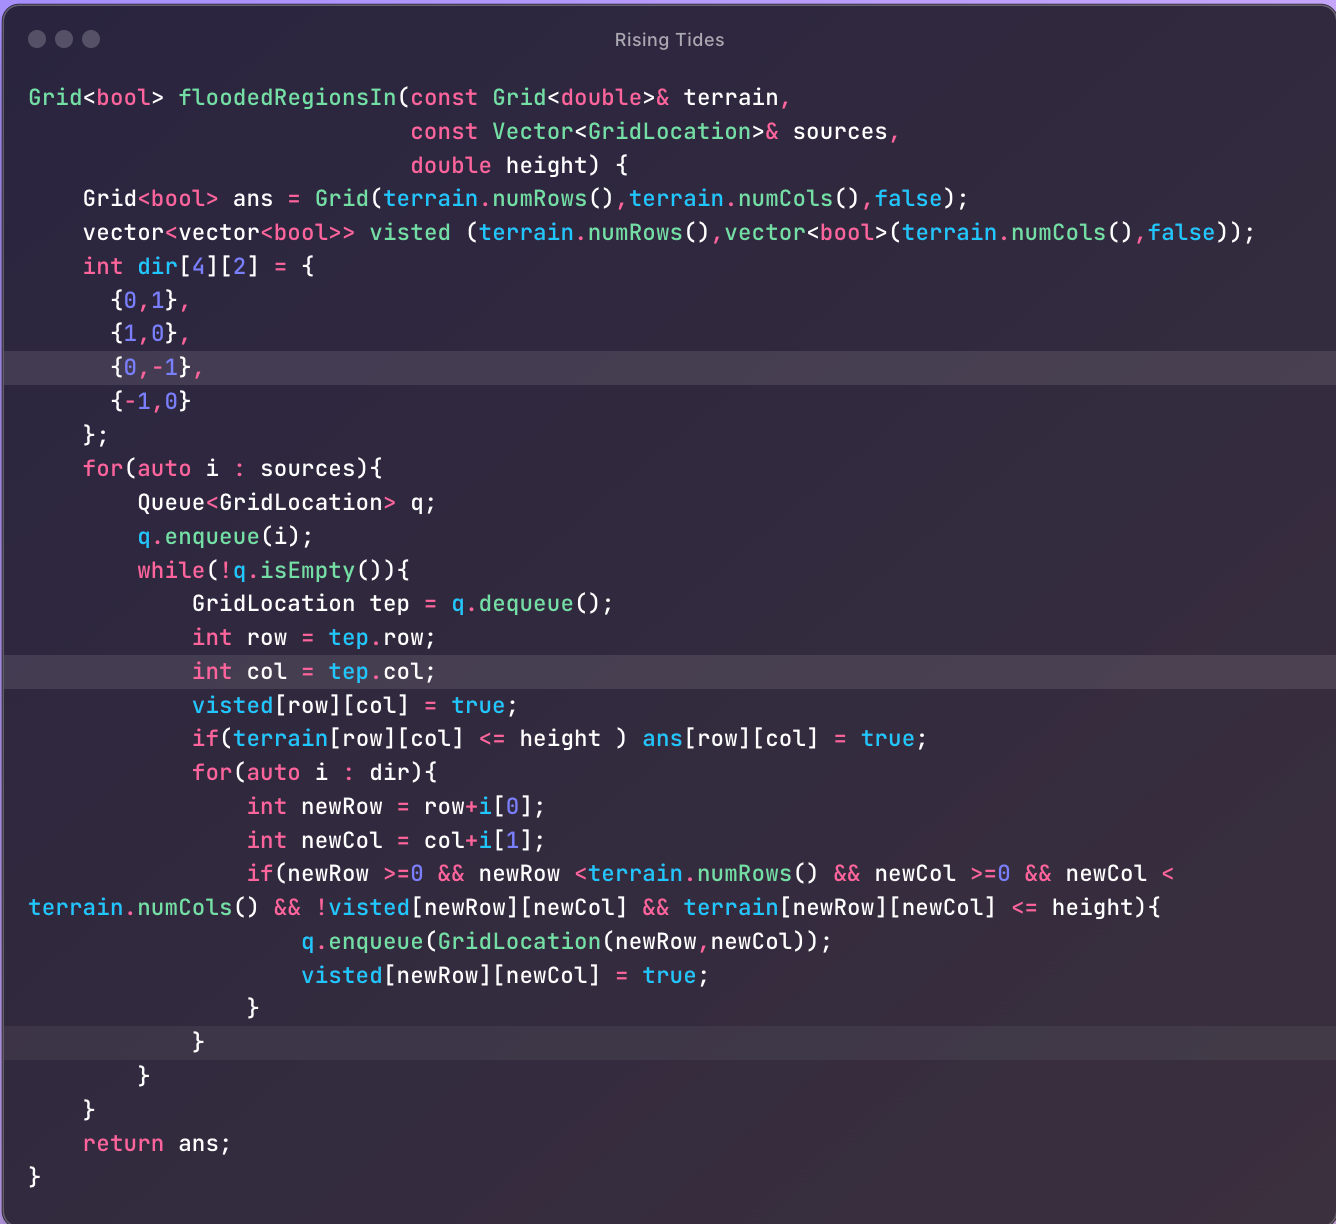 Rising Tides
Grid<bool> floodedRegionsIn(const Grid<double>& terrain,
                            const Vector<GridLocation>& sources,
                            double height) {
    Grid<bool> ans = Grid(terrain.numRows(),terrain.numCols(),false);
    vector<vector<bool>> visted (terrain.numRows(),vector<bool>(terrain.numCols(),false));
    int dir[4][2] = {
      {0,1},
      {1,0},
      {0,-1},
      {-1,0}
    };
    for(auto i : sources){
        Queue<GridLocation> q;
        q.enqueue(i);
        while(!q.isEmpty()){
            GridLocation tep = q.dequeue();
            int row = tep.row;
            int col = tep.col;
            visted[row][col] = true;
            if(terrain[row][col] <= height ) ans[row][col] = true;
            for(auto i : dir){
                int newRow = row+i[0];
                int newCol = col+i[1];
                if(newRow >=0 && newRow <terrain.numRows() && newCol >=0 && newCol <
terrain.numCols() && !visted[newRow][newCol] && terrain[newRow][newCol] <= height){
                    q.enqueue(GridLocation(newRow,newCol));
                    visted[newRow][newCol] = true;
                }
            }
        }
    }
    return ans;
}